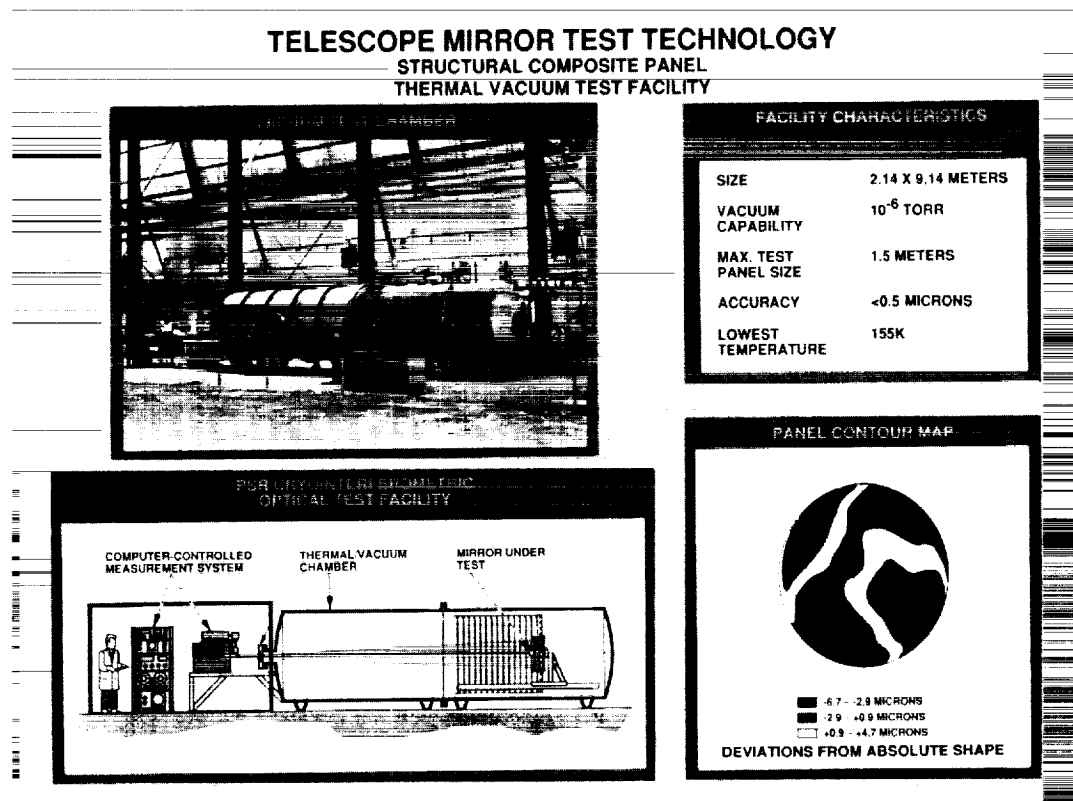 TELESCOPE MIRROR TEST TECHNOLOGY
STRUCTURAL COMPOSITE PANEL
THERMAL VACUUM TEST FACILITY
CHAMBER
FACILITY CHARACTERISTICS
SIZE 2.14 X 9.14 METERS
VACUUM CAPABILITY 10-6 TORR
MAX. TEST PANEL SIZE 1.5 METERS
ACCURACY <0.5 MICRONS
LOWEST TEMPERATURE 155K
PSR CRYOINTERFEROMETRIC
OPTICAL TEST FACILITY
COMPUTER-CONTROLLED
MEASUREMENT SYSTEM
THERMAL/VACUUM
CHAMBER
MIRROR UNDER
TEST
PANEL CONTOUR MAP
-6.7 - -2.9 MICRONS
-2.9 - +0.9 MICRONS
+0.9 - +4.7 MICRONS
DEVIATIONS FROM ABSOLUTE SHAPE